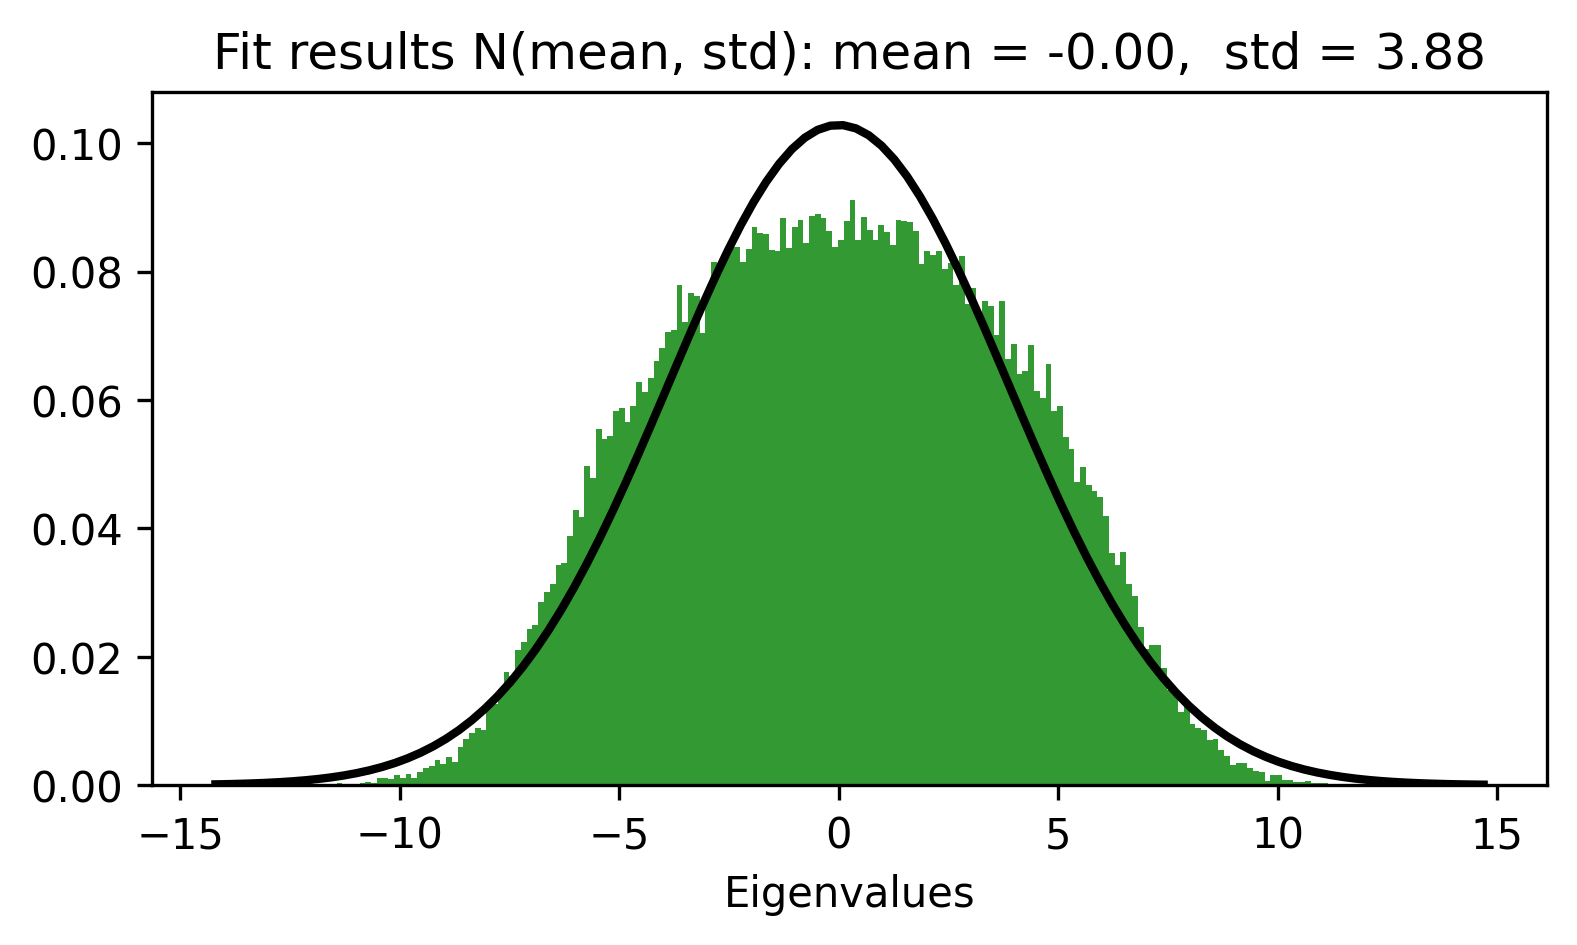 Fit results N(mean, std): mean = -0.00,  std = 3.88
0.10
0.08
0.06
0.04
0.02
0.00
−15 −10 −5 0 5 10 15
Eigenvalues